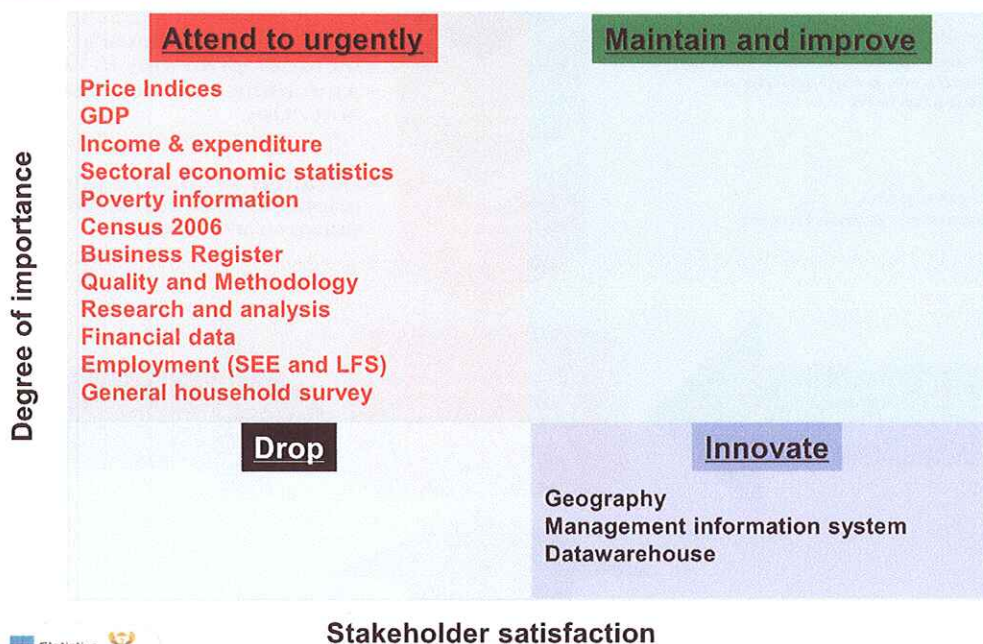 Attend to urgently
Maintain and improve
Price Indices
GDP
Income & expenditure
Sectoral economic statistics
Poverty information
Census 2006
Business Register
Quality and Methodology
Research and analysis
Financial data
Employment (SEE and LFS)
General household survey
Degree of importance
Drop
Innovate
Geography
Management information system
Datawarehouse
Stakeholder satisfaction